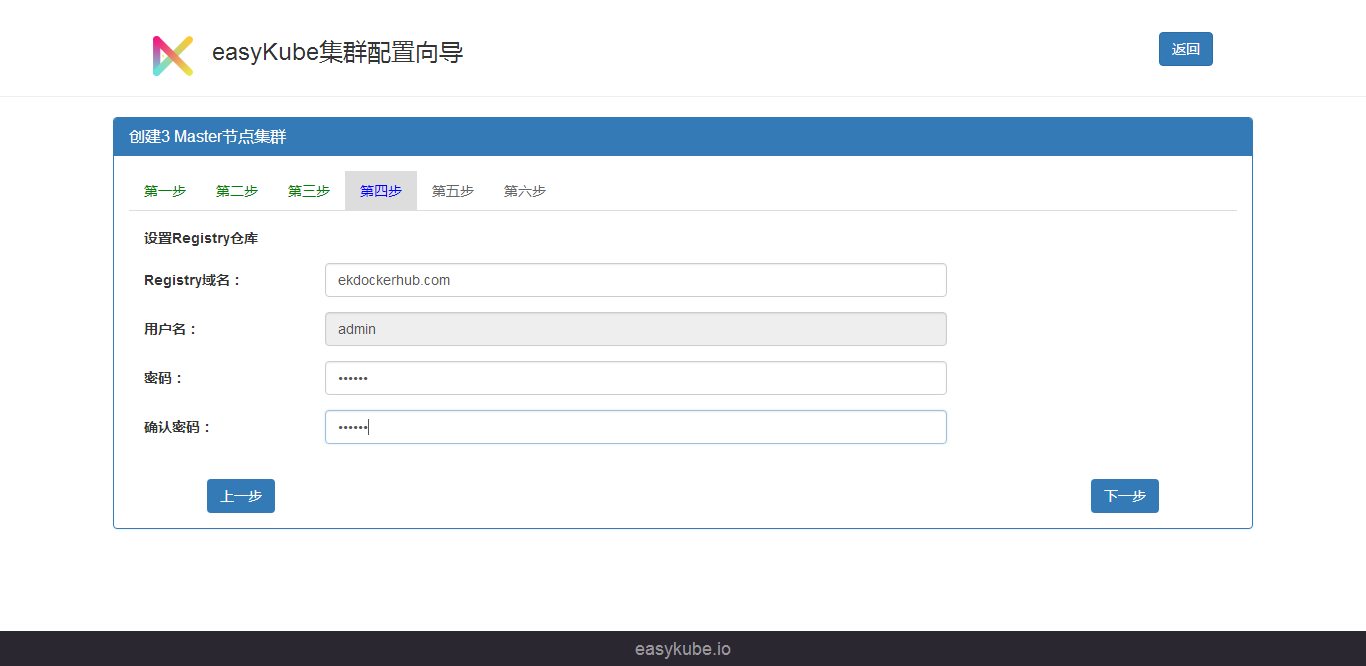 easyKube集群配置向导
返回
创建3 Master节点集群
第一步 第二步 第三步 第四步 第五步 第六步
设置Registry仓库
Registry域名： ekdockerhub.com
用户名： admin
密码： ••••••
确认密码： ••••••
上一步 下一步
easykube.io